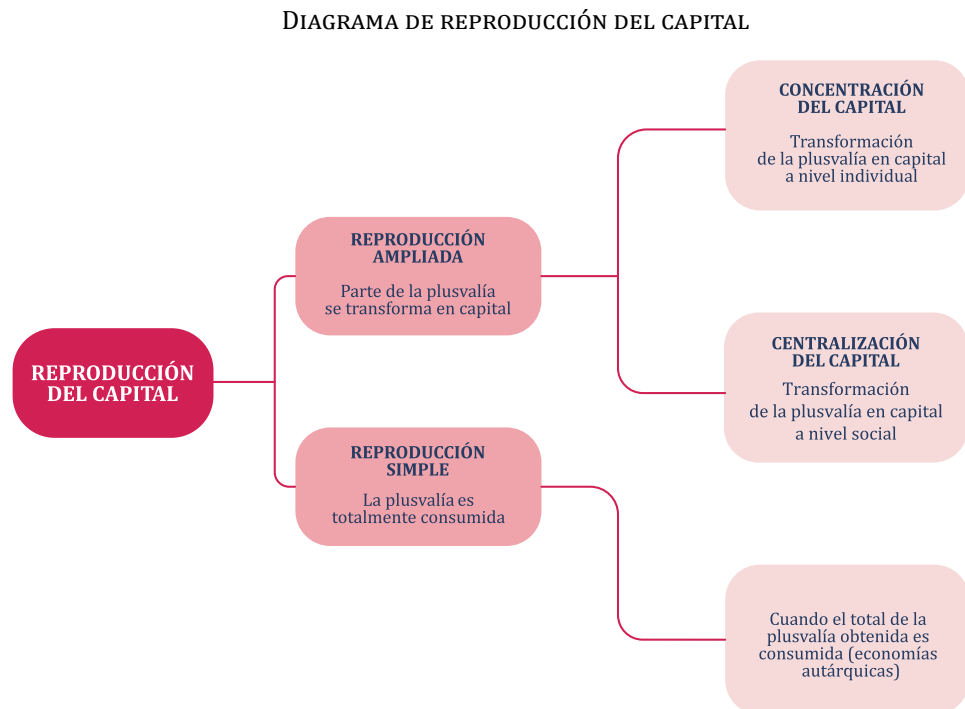 DIAGRAMA DE REPRODUCCIÓN DEL CAPITAL
REPRODUCCIÓN
DEL CAPITAL
REPRODUCCIÓN
AMPLIADA
Parte de la plusvalía
se transforma en capital
CONCENTRACIÓN
DEL CAPITAL
Transformación
de la plusvalía en capital
a nivel individual
CENTRALIZACIÓN
DEL CAPITAL
Transformación
de la plusvalía en capital
a nivel social
REPRODUCCIÓN
SIMPLE
La plusvalía es
totalmente consumida
Cuando el total de la
plusvalía obtenida es
consumida (economías
autárquicas)